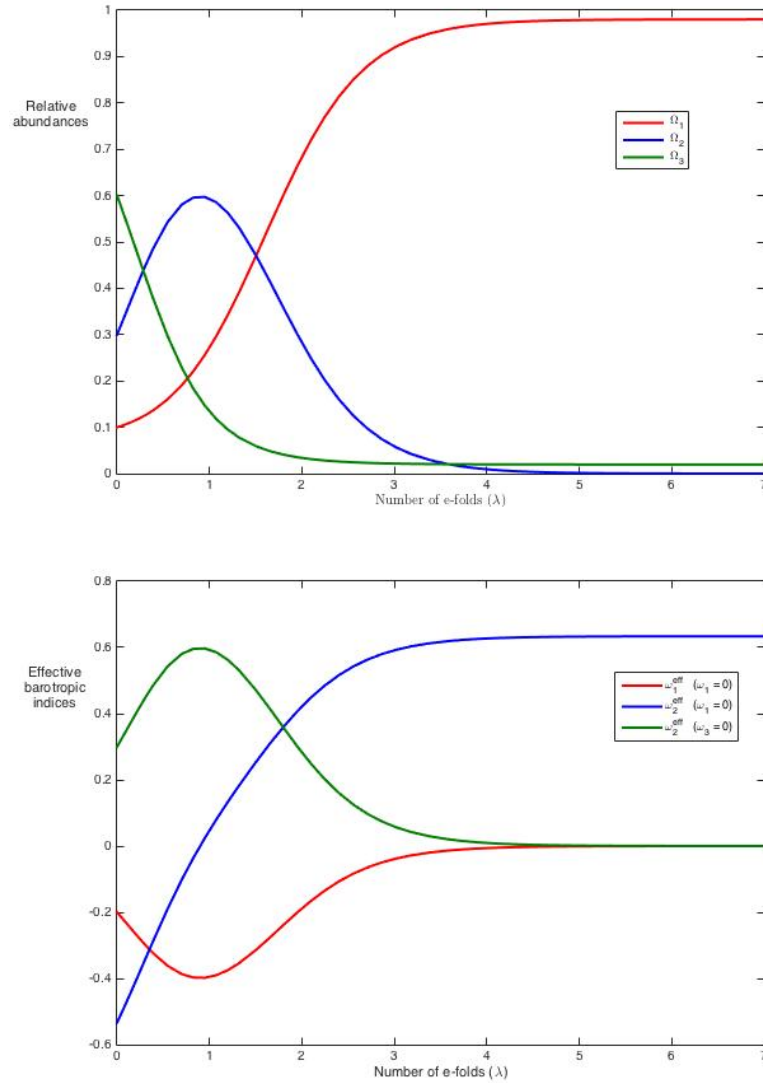 1
0.9
Relative
0.8
abundances
Ω₁
0.7
Ω₂
Ω₃
0.6
0.5
0.4
0.3
0.2
0.1
0
0 1 2 3 4 5 6 7
Number of e-folds (λ)
0.8
0.6
Effective
barotropic
indices
ω₁ᵉᶠᶠ (ω₁ = 0)
ω₂ᵉᶠᶠ (ω₁ = 0)
ω₂ᵉᶠᶠ (ω₃ = 0)
0.4
0.2
0
-0.2
-0.4
-0.6
0 1 2 3 4 5 6 7
Number of e-folds (λ)